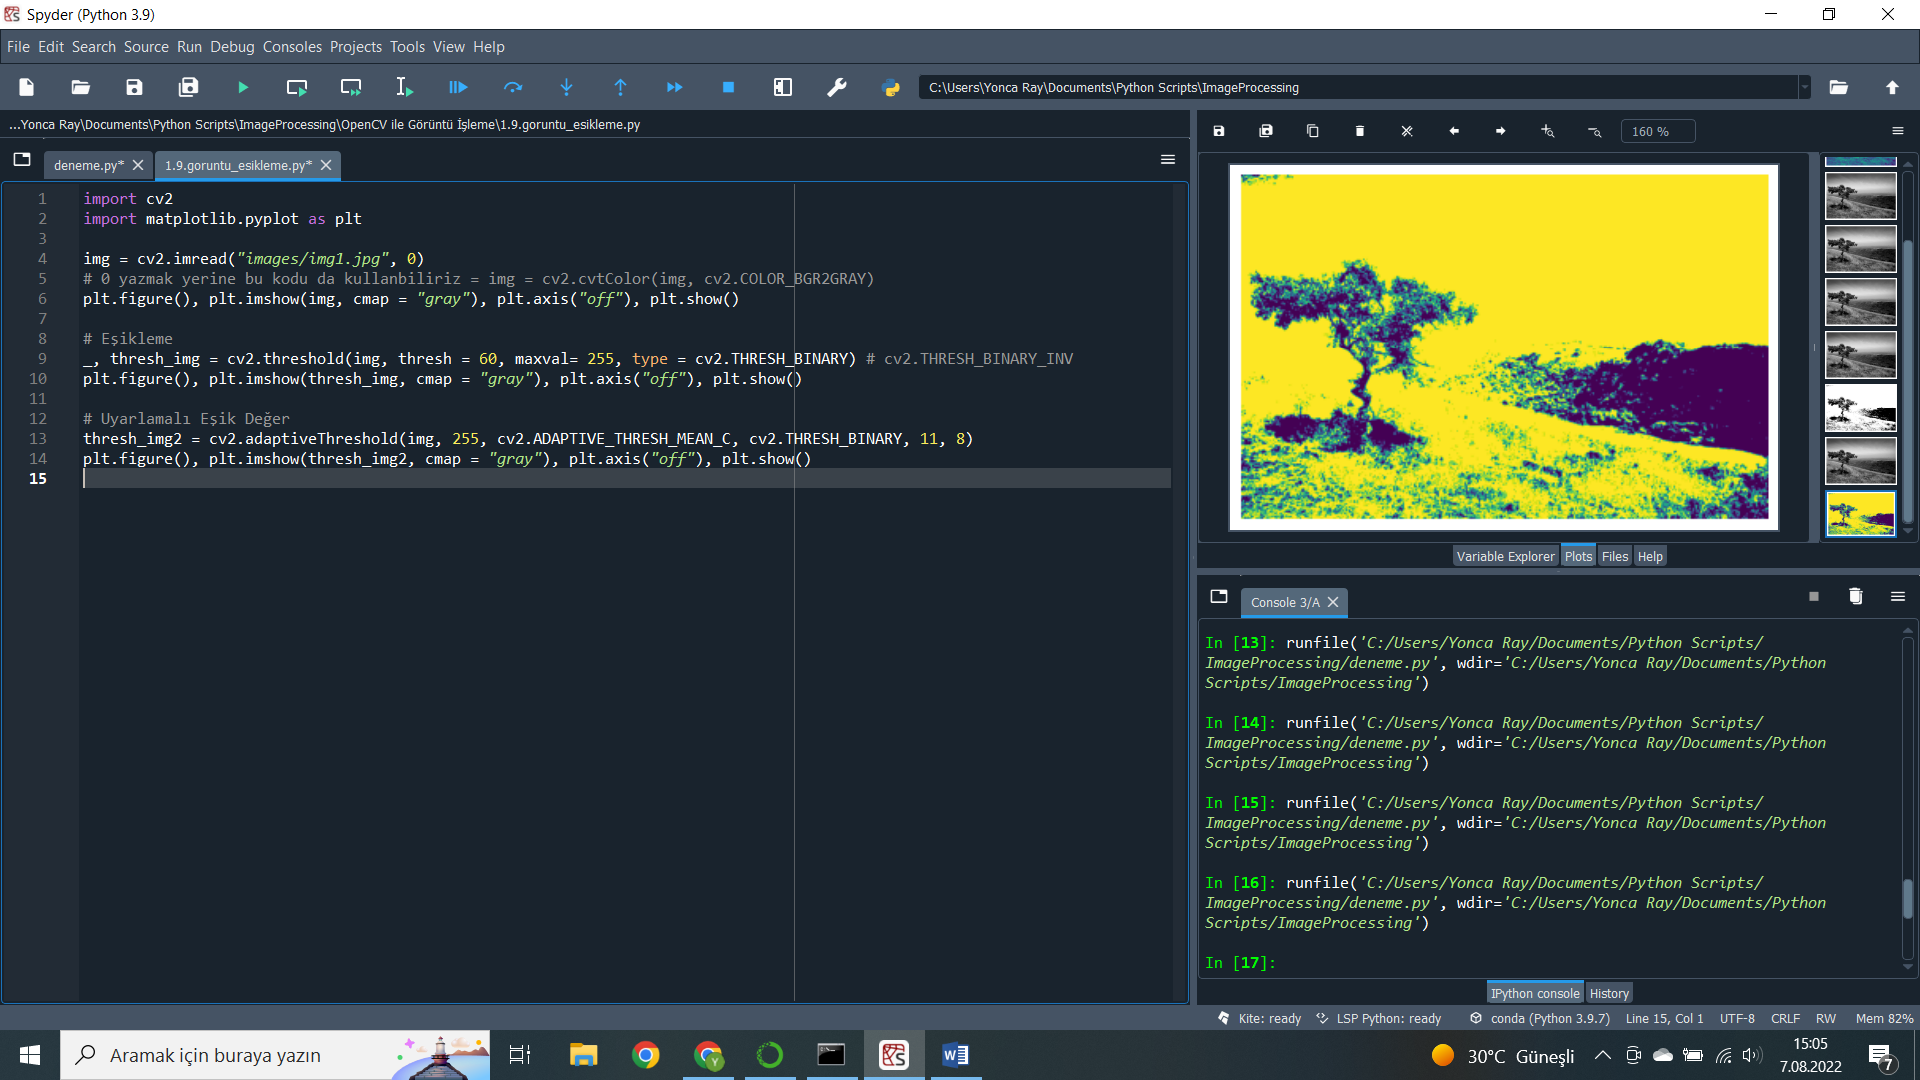 Spyder (Python 3.9)
File Edit Search Source Run Debug Consoles Projects Tools View Help
C:\Users\Yonca Ray\Documents\Python Scripts\ImageProcessing
...Yonca Ray\Documents\Python Scripts\ImageProcessing\OpenCV ile Görüntü İşleme\1.9.goruntu_esikleme.py
deneme.py*
1.9.goruntu_esikleme.py*
160 %
1 import cv2
2 import matplotlib.pyplot as plt
3
4 img = cv2.imread("images/img1.jpg", 0)
5 # 0 yazmak yerine bu kodu da kullanbiliriz = img = cv2.cvtColor(img, cv2.COLOR_BGR2GRAY)
6 plt.figure(), plt.imshow(img, cmap = "gray"), plt.axis("off"), plt.show()
7
8 # Eşikleme
9 _, thresh_img = cv2.threshold(img, thresh = 60, maxval= 255, type = cv2.THRESH_BINARY) # cv2.THRESH_BINARY_INV
10 plt.figure(), plt.imshow(thresh_img, cmap = "gray"), plt.axis("off"), plt.show()
11
12 # Uyarlamalı Eşik Değer
13 thresh_img2 = cv2.adaptiveThreshold(img, 255, cv2.ADAPTIVE_THRESH_MEAN_C, cv2.THRESH_BINARY, 11, 8)
14 plt.figure(), plt.imshow(thresh_img2, cmap = "gray"), plt.axis("off"), plt.show()
15
Variable Explorer Plots Files Help
Console 3/A
In [13]: runfile('C:/Users/Yonca Ray/Documents/Python Scripts/
ImageProcessing/deneme.py', wdir='C:/Users/Yonca Ray/Documents/Python
Scripts/ImageProcessing')
In [14]: runfile('C:/Users/Yonca Ray/Documents/Python Scripts/
ImageProcessing/deneme.py', wdir='C:/Users/Yonca Ray/Documents/Python
Scripts/ImageProcessing')
In [15]: runfile('C:/Users/Yonca Ray/Documents/Python Scripts/
ImageProcessing/deneme.py', wdir='C:/Users/Yonca Ray/Documents/Python
Scripts/ImageProcessing')
In [16]: runfile('C:/Users/Yonca Ray/Documents/Python Scripts/
ImageProcessing/deneme.py', wdir='C:/Users/Yonca Ray/Documents/Python
Scripts/ImageProcessing')
In [17]:
IPython console History
Kite: ready LSP Python: ready conda (Python 3.9.7) Line 15, Col 1 UTF-8 CRLF RW Mem 82%
Aramak için buraya yazın
30°C Güneşli
15:05
7.08.2022
7